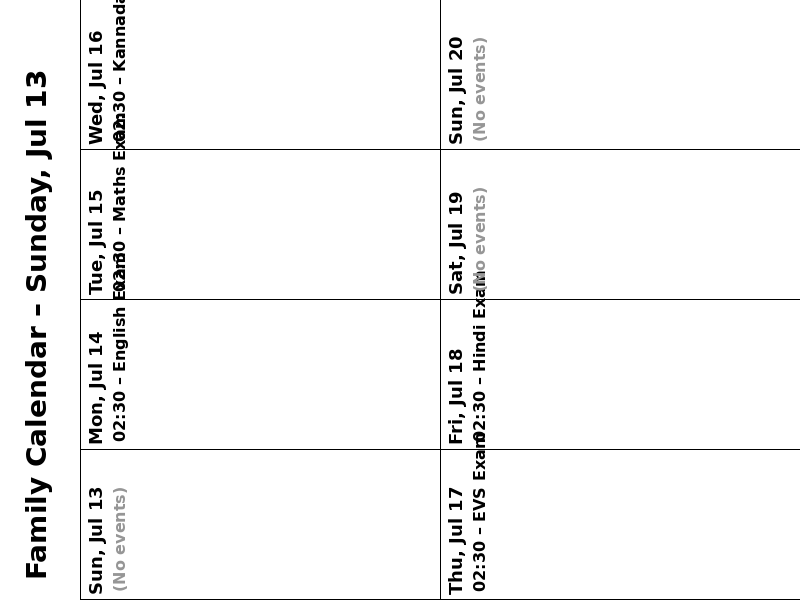 Family Calendar – Sunday, Jul 13
Sun, Jul 13
(No events)
Mon, Jul 14
02:30 – English Exam
Tue, Jul 15
02:30 – Maths Exam
Wed, Jul 16
02:30 – Kannada
Thu, Jul 17
02:30 – EVS Exam
Fri, Jul 18
02:30 – Hindi Exam
Sat, Jul 19
(No events)
Sun, Jul 20
(No events)